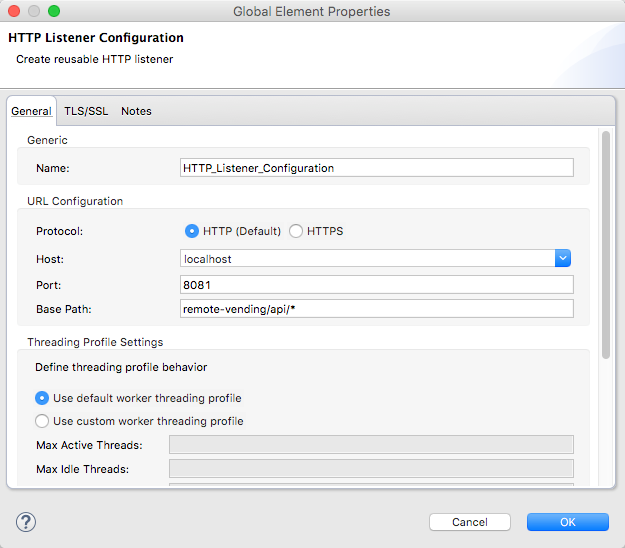 Global Element Properties
HTTP Listener Configuration
Create reusable HTTP listener
General TLS/SSL Notes
Generic
Name: HTTP_Listener_Configuration
URL Configuration
Protocol: HTTP (Default) HTTPS
Host: localhost
Port: 8081
Base Path: remote-vending/api/*
Threading Profile Settings
Define threading profile behavior
Use default worker threading profile
Use custom worker threading profile
Max Active Threads:
Max Idle Threads:
? Cancel OK